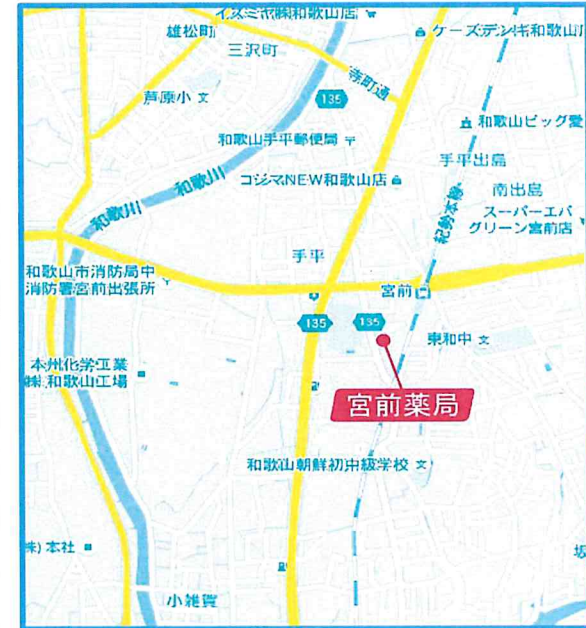 イズミヤ㈱和歌山店
雄松町
ケーズデンキ和歌山
三沢町
寺町通
芦原小 文
135
和歌山手平郵便局 〒
和歌山ビッグ愛
手平出島
コジマNEW和歌山店
南出島
和歌川
和歌川
紀勢本線
スーパーエバ
グリーン宮前店
手平
和歌山市消防局中
消防署宮前出張所
宮前
135
135
東和中 文
本州化学工業
㈱和歌山工場
宮前薬局
和歌山朝鮮初中級学校 文
株)本社
小雑賀